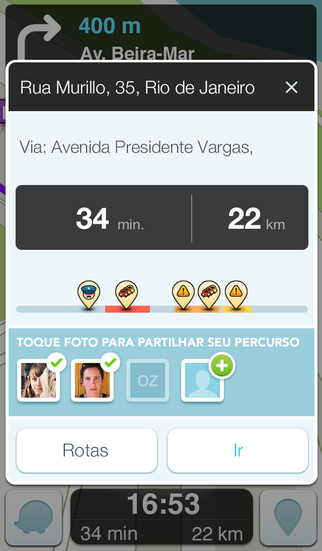 400 m
Av. Beira-Mar
Rua Murillo, 35, Rio de Janeiro
Via: Avenida Presidente Vargas,
34 min. 22 km
TOQUE FOTO PARA PARTILHAR SEU PERCURSO
OZ
Rotas Ir
16:53
34 min 22 km